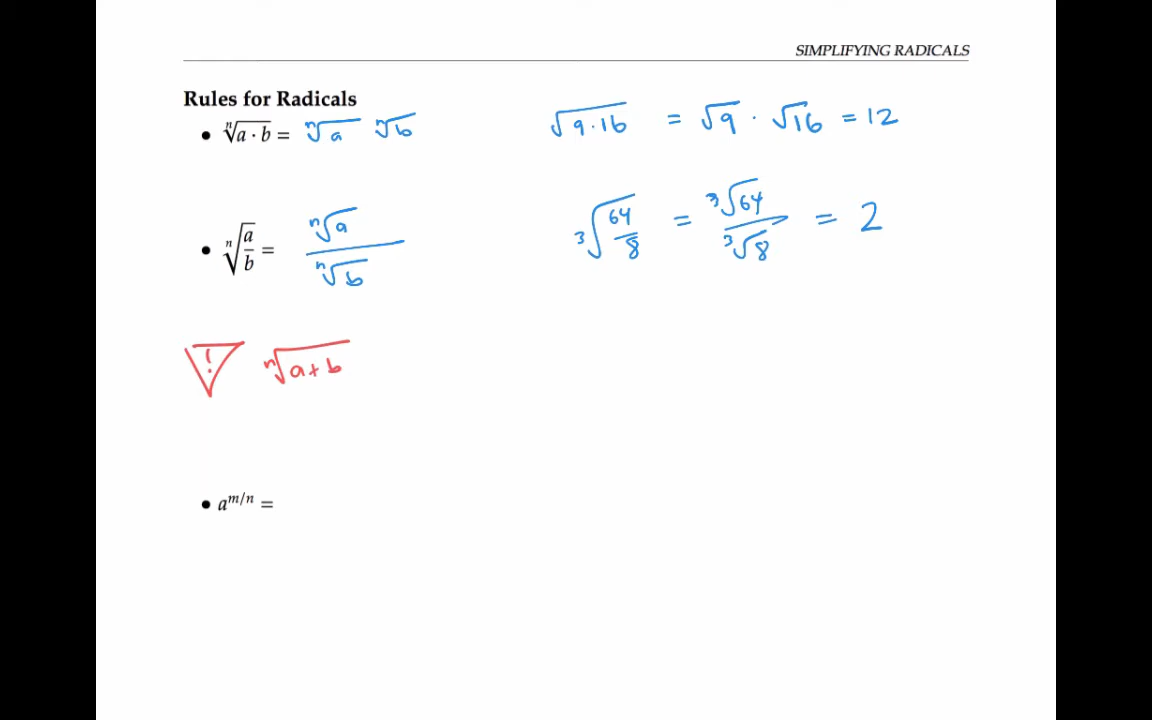 SIMPLIFYING RADICALS
Rules for Radicals
• ⁿ√(a · b) = ⁿ√a ⁿ√b √(9 · 16) = √9 · √16 = 12
• ⁿ√(a/b) = ⁿ√a / ⁿ√b ³√(64/8) = ³√64 / ³√8 = 2
! ⁿ√(a + b)
• a^(m/n) =